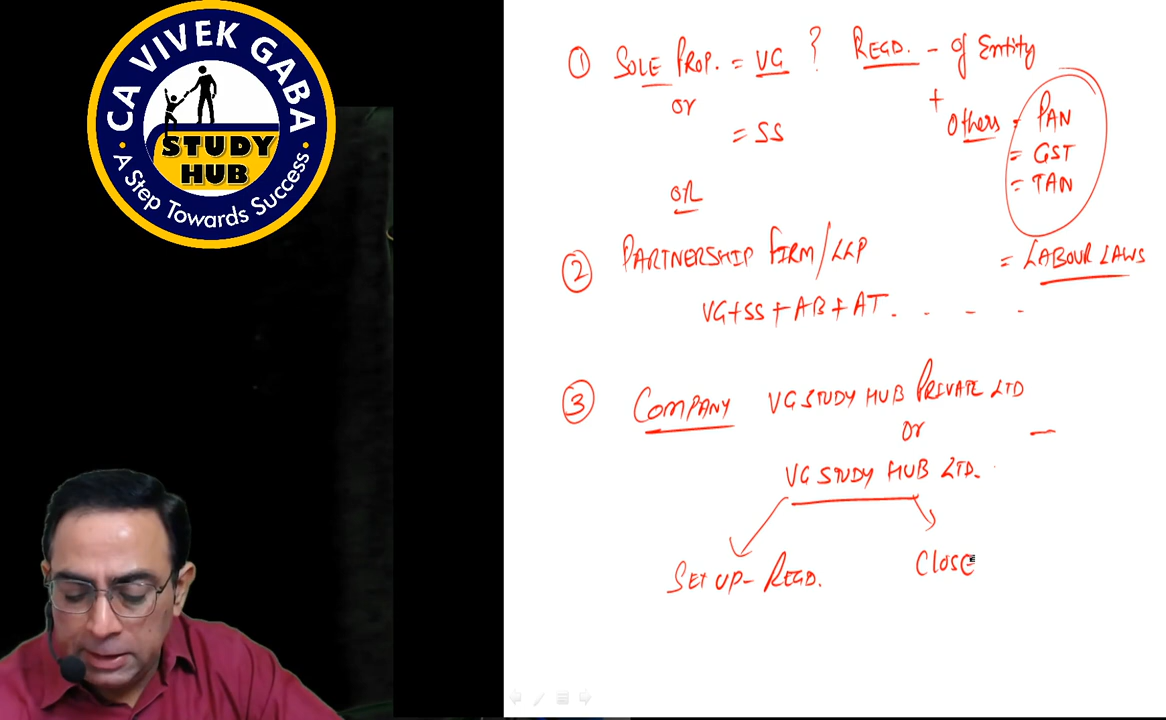 CA VIVEK GABA
STUDY
HUB
A Step Towards Success
① SOLE PROP. = VG ? REGD. - of Entity
or
= SS
+
Others = PAN
= GST
= TAN
= LABOUR LAWS
OR
② PARTNERSHIP FIRM/LLP
VG+SS+AB+AT. . - .
③ COMPANY VG STUDY HUB PRIVATE LTD
or -
VG STUDY HUB LTD.
SET UP- REGD.
CLOSE